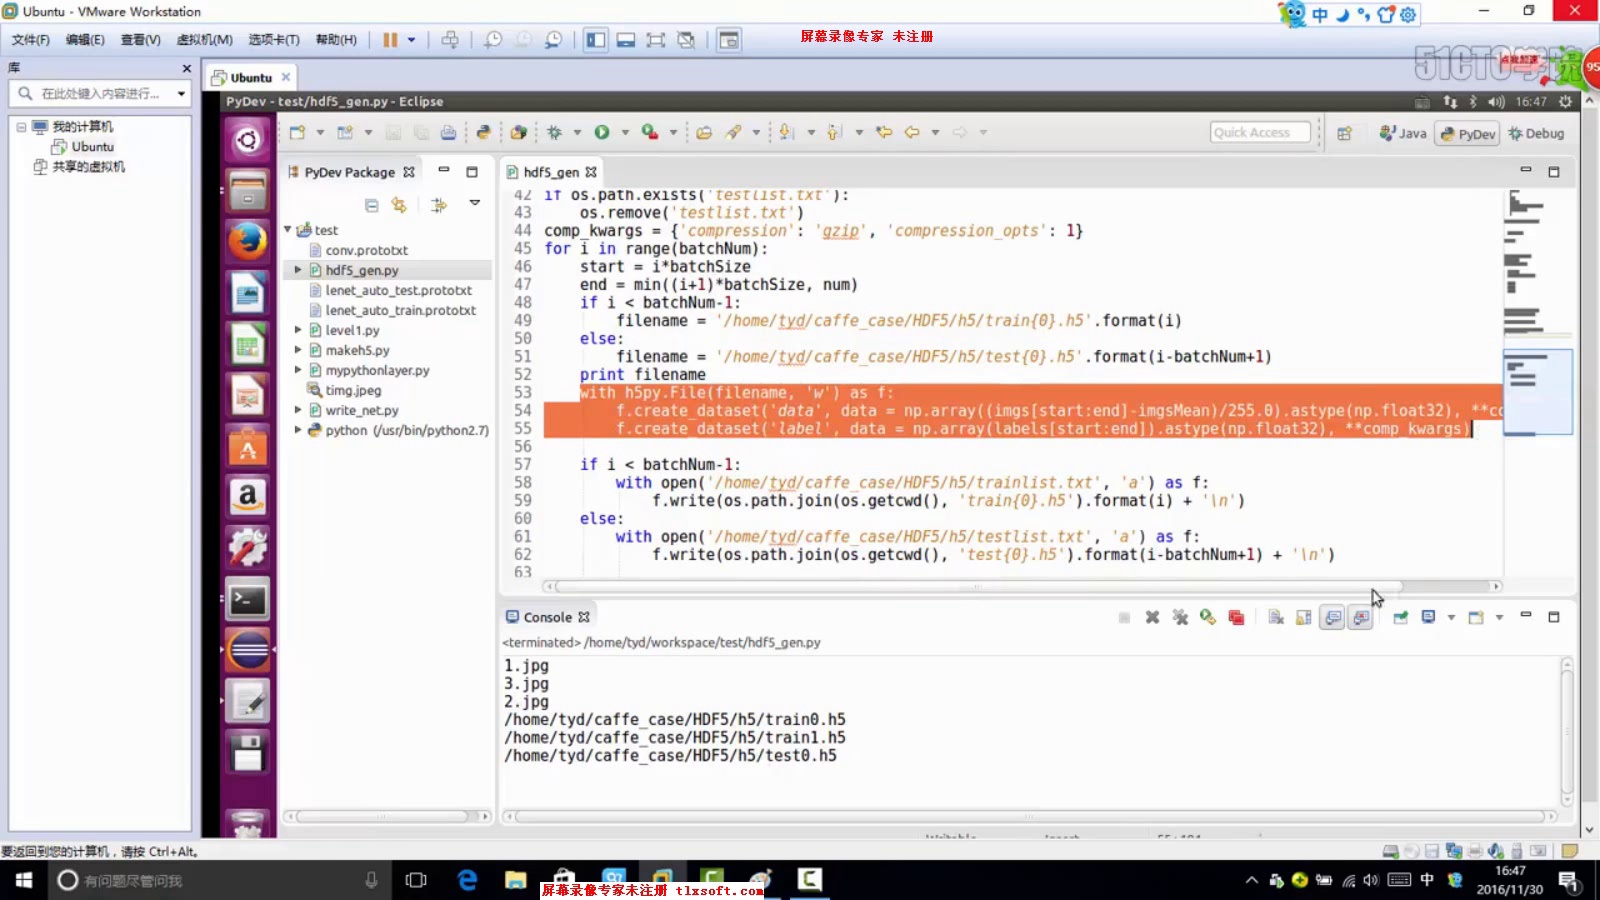 Ubuntu - VMware Workstation
中
文件(F) 编辑(E) 查看(V) 虚拟机(M) 选项卡(T) 帮助(H)
屏幕录像专家 未注册
51CTO学院
点我加速
95
库
在此处键入内容进行...
我的计算机
Ubuntu
共享的虚拟机
Ubuntu
PyDev - test/hdf5_gen.py - Eclipse
16:47
Quick Access
Java
PyDev
Debug
PyDev Package
test
conv.prototxt
hdf5_gen.py
lenet_auto_test.prototxt
lenet_auto_train.prototxt
level1.py
makeh5.py
mypythonlayer.py
timg.jpeg
write_net.py
python (/usr/bin/python2.7)
hdf5_gen
42 if os.path.exists('testlist.txt'):
43 os.remove('testlist.txt')
44 comp_kwargs = {'compression': 'gzip', 'compression_opts': 1}
45 for i in range(batchNum):
46 start = i*batchSize
47 end = min((i+1)*batchSize, num)
48 if i < batchNum-1:
49 filename = '/home/tyd/caffe_case/HDF5/h5/train{0}.h5'.format(i)
50 else:
51 filename = '/home/tyd/caffe_case/HDF5/h5/test{0}.h5'.format(i-batchNum+1)
52 print filename
53 with h5py.File(filename, 'w') as f:
54 f.create_dataset('data', data = np.array((imgs[start:end]-imgsMean)/255.0).astype(np.float32), **co
55 f.create_dataset('label', data = np.array(labels[start:end]).astype(np.float32), **comp_kwargs)
56
57 if i < batchNum-1:
58 with open('/home/tyd/caffe_case/HDF5/h5/trainlist.txt', 'a') as f:
59 f.write(os.path.join(os.getcwd(), 'train{0}.h5').format(i) + '\n')
60 else:
61 with open('/home/tyd/caffe_case/HDF5/h5/testlist.txt', 'a') as f:
62 f.write(os.path.join(os.getcwd(), 'test{0}.h5').format(i-batchNum+1) + '\n')
63
Console
<terminated> /home/tyd/workspace/test/hdf5_gen.py
1.jpg
3.jpg
2.jpg
/home/tyd/caffe_case/HDF5/h5/train0.h5
/home/tyd/caffe_case/HDF5/h5/train1.h5
/home/tyd/caffe_case/HDF5/h5/test0.h5
要返回到您的计算机，请按 Ctrl+Alt。
有问题尽管问我
屏幕录像专家未注册 tlxsoft.com
中
16:47
2016/11/30
1